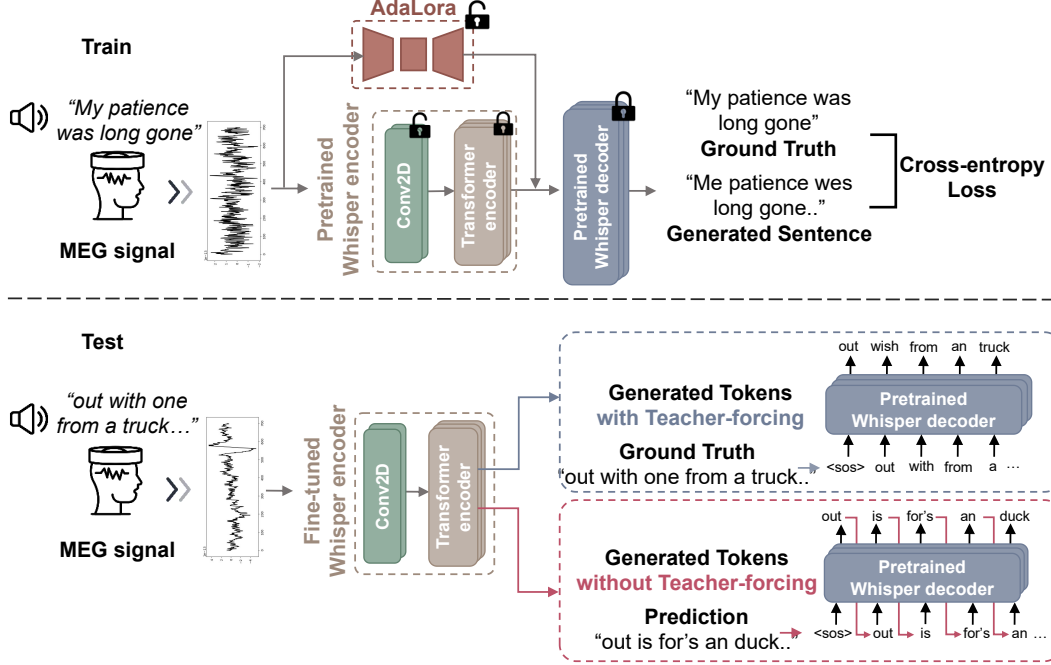 AdaLora
Train
“My patience
was long gone”
MEG signal
Pretrained
Whisper encoder
Conv2D
Transformer
encoder
Pretrained
Whisper decoder
“My patience was
long gone”
Ground Truth
“Me patience wes
long gone..”
Generated Sentence
Cross-entropy
Loss
Test
“out with one
from a truck…”
MEG signal
Fine-tuned
Whisper encoder
Conv2D
Transformer
encoder
Generated Tokens
with Teacher-forcing
Ground Truth
“out with one from a truck..”
out wish from an truck
Pretrained
Whisper decoder
<sos> out with from a …
Generated Tokens
without Teacher-forcing
Prediction
“out is for’s an duck..”
out is for’s an duck
Pretrained
Whisper decoder
<sos> out is for’s an …